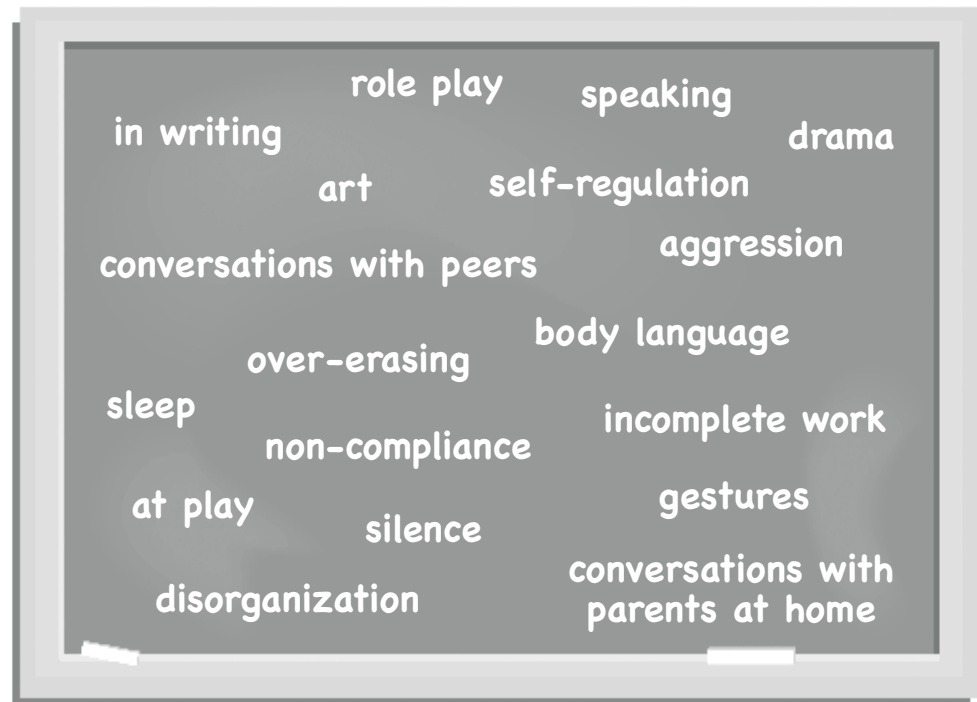 role play
speaking
in writing
drama
art
self-regulation
aggression
conversations with peers
body language
over-erasing
sleep
incomplete work
non-compliance
gestures
at play
silence
conversations with
parents at home
disorganization